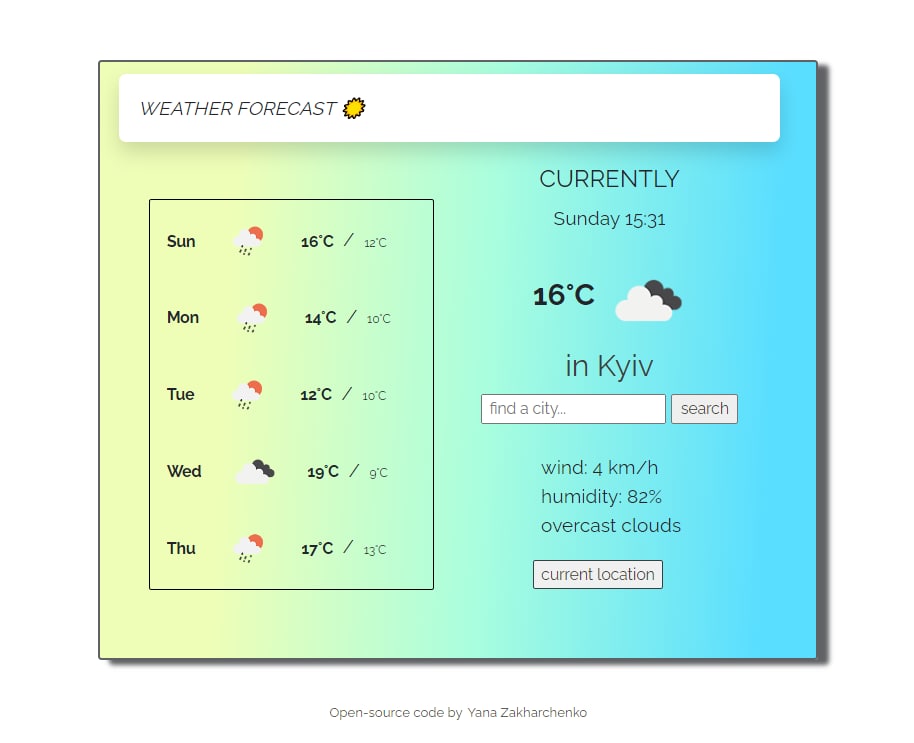 WEATHER FORECAST
Sun 16°C / 12°C
Mon 14°C / 10°C
Tue 12°C / 10°C
Wed 19°C / 9°C
Thu 17°C / 13°C
CURRENTLY
Sunday 15:31
16°C
in Kyiv
find a city... search
wind: 4 km/h
humidity: 82%
overcast clouds
current location
Open-source code by Yana Zakharchenko